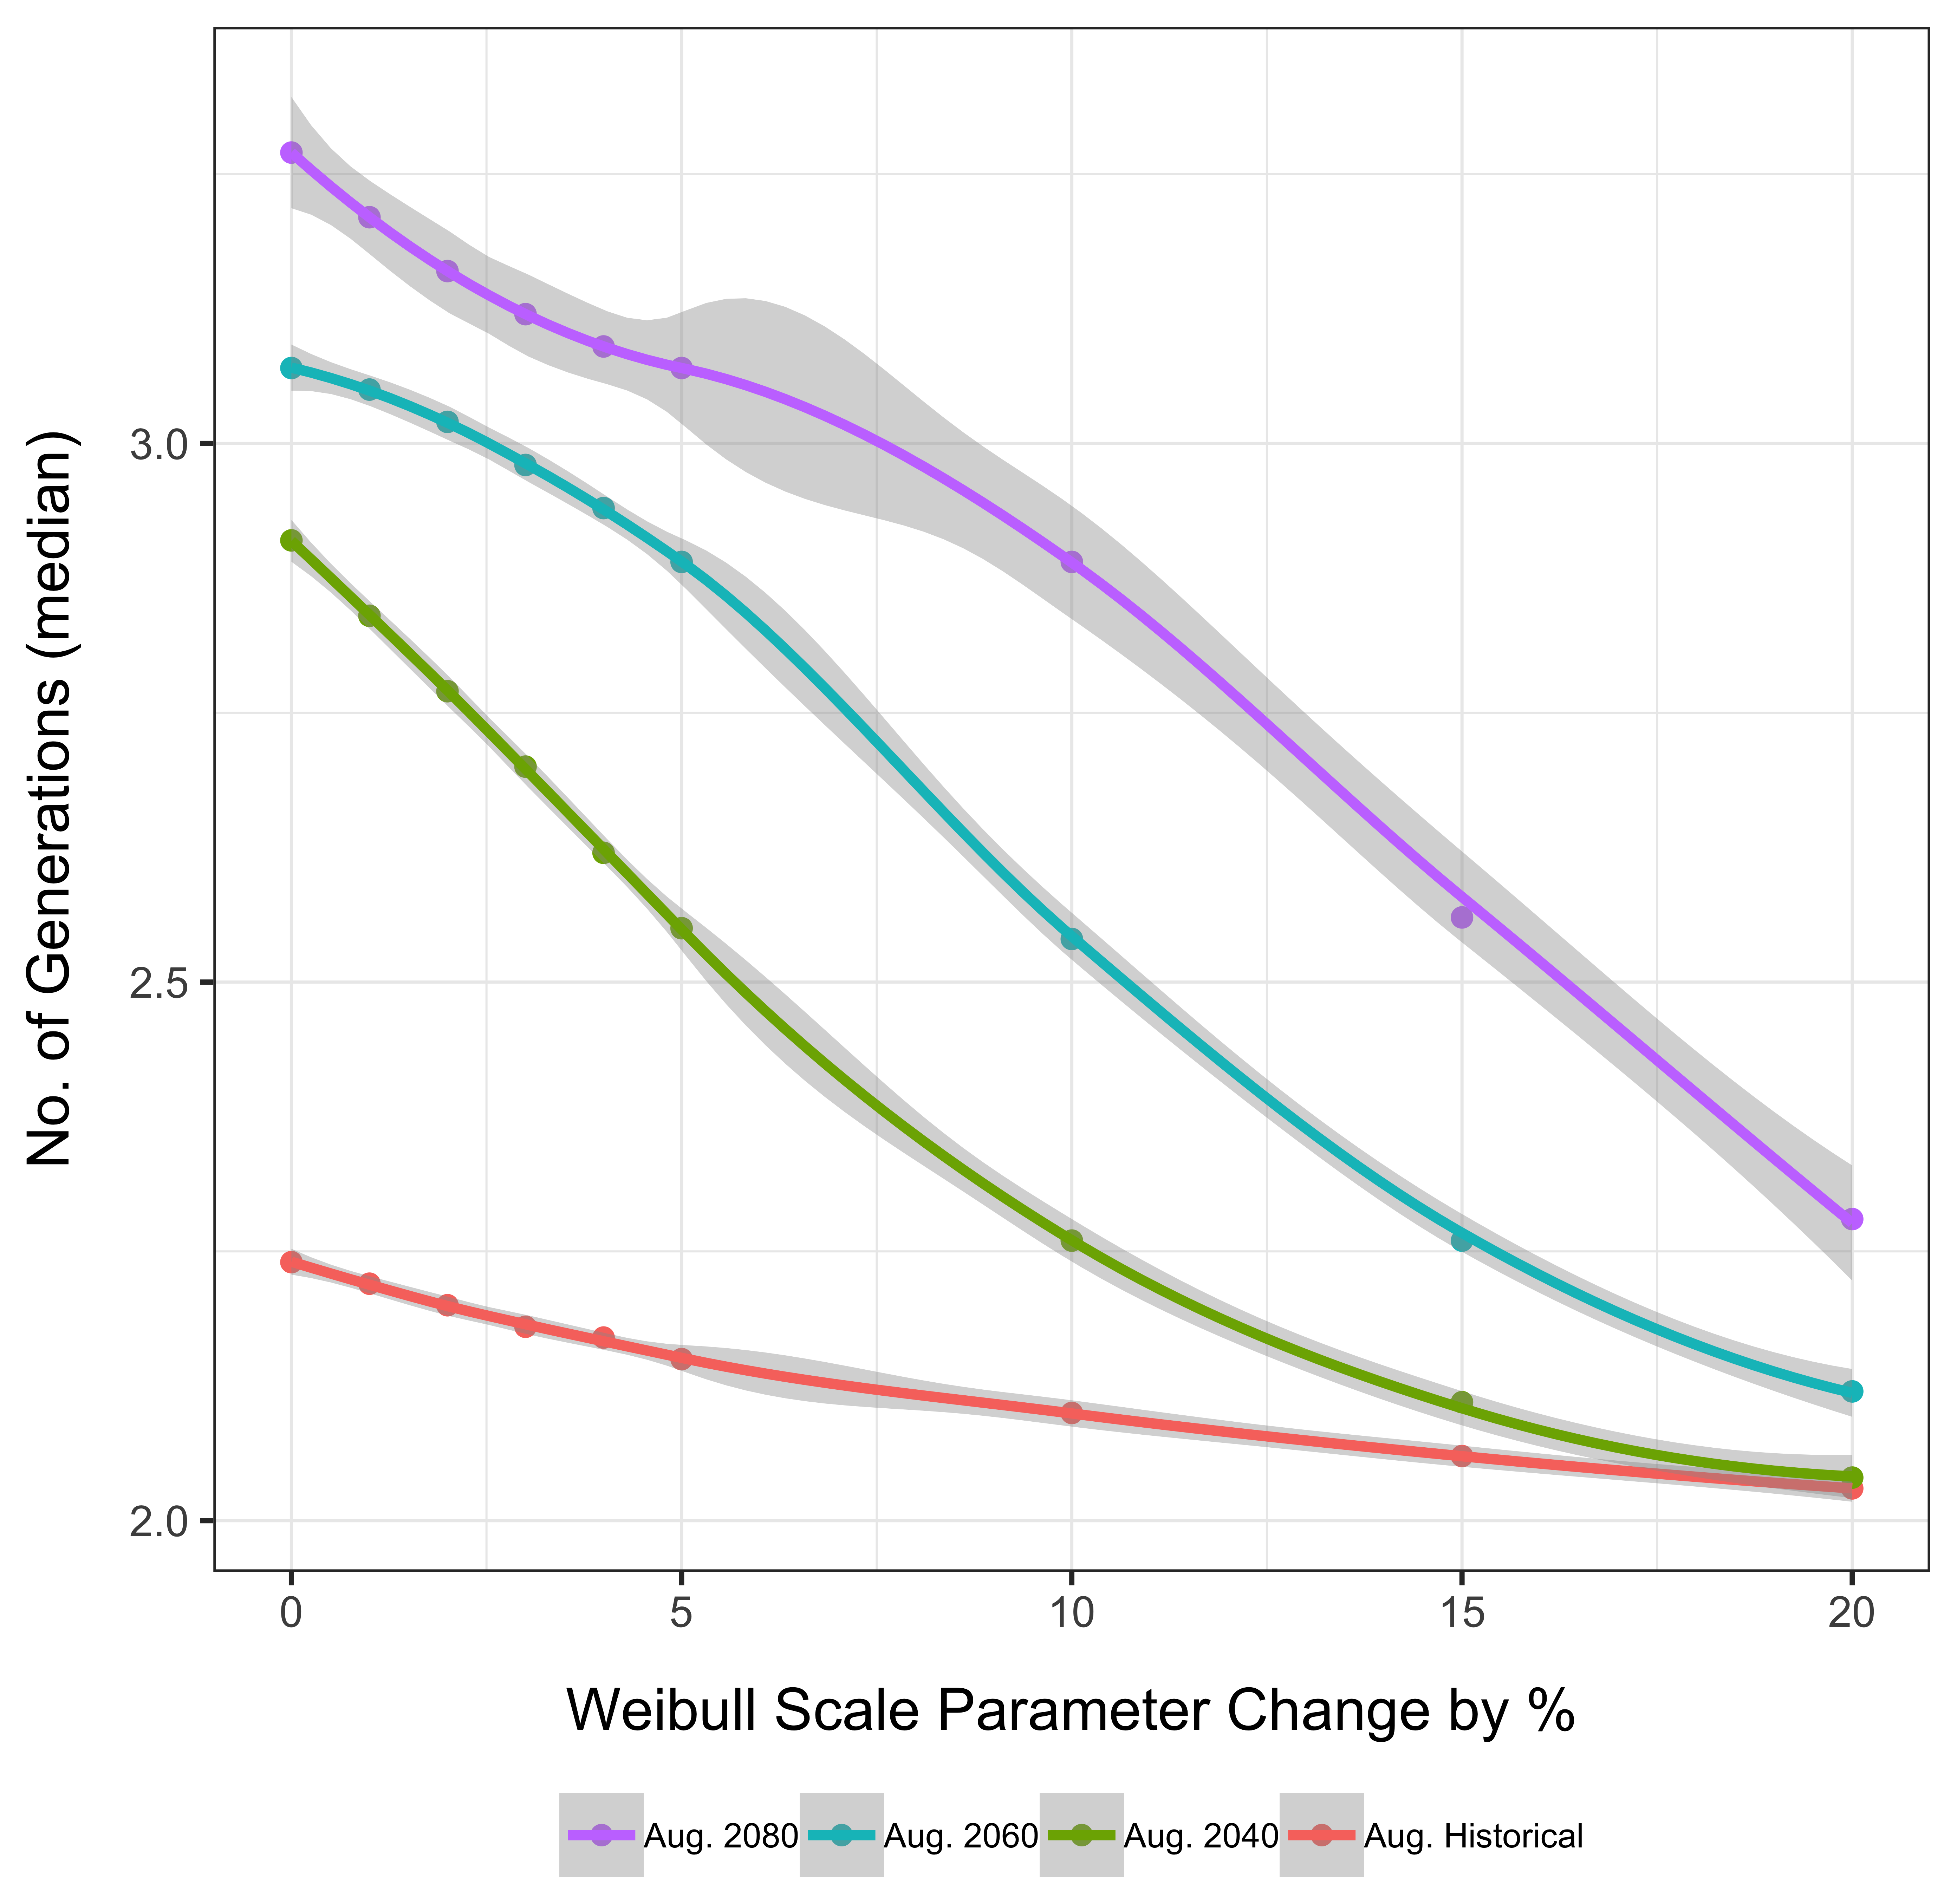 No. of Generations (median)
3.0
2.5
2.0
0 5 10 15 20
Weibull Scale Parameter Change by %
Aug. 2080 Aug. 2060 Aug. 2040 Aug. Historical